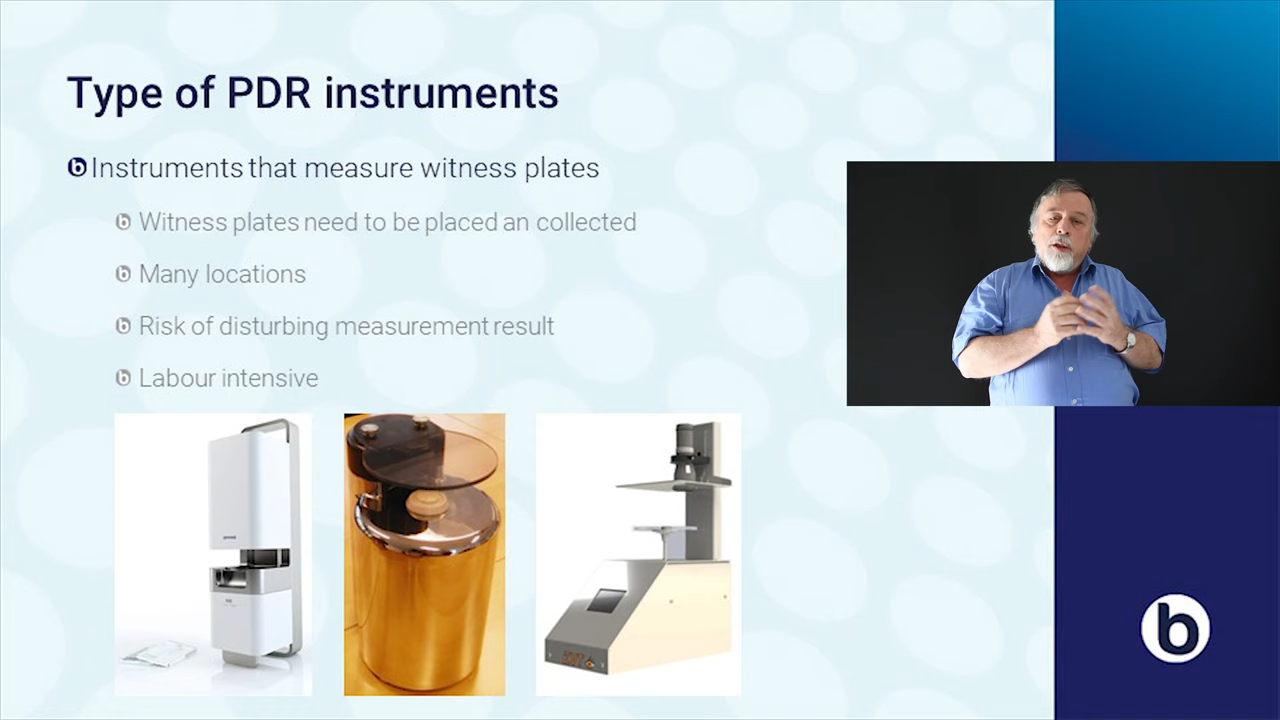 Type of PDR instruments
Instruments that measure witness plates
Witness plates need to be placed an collected
Many locations
Risk of disturbing measurement result
Labour intensive
b